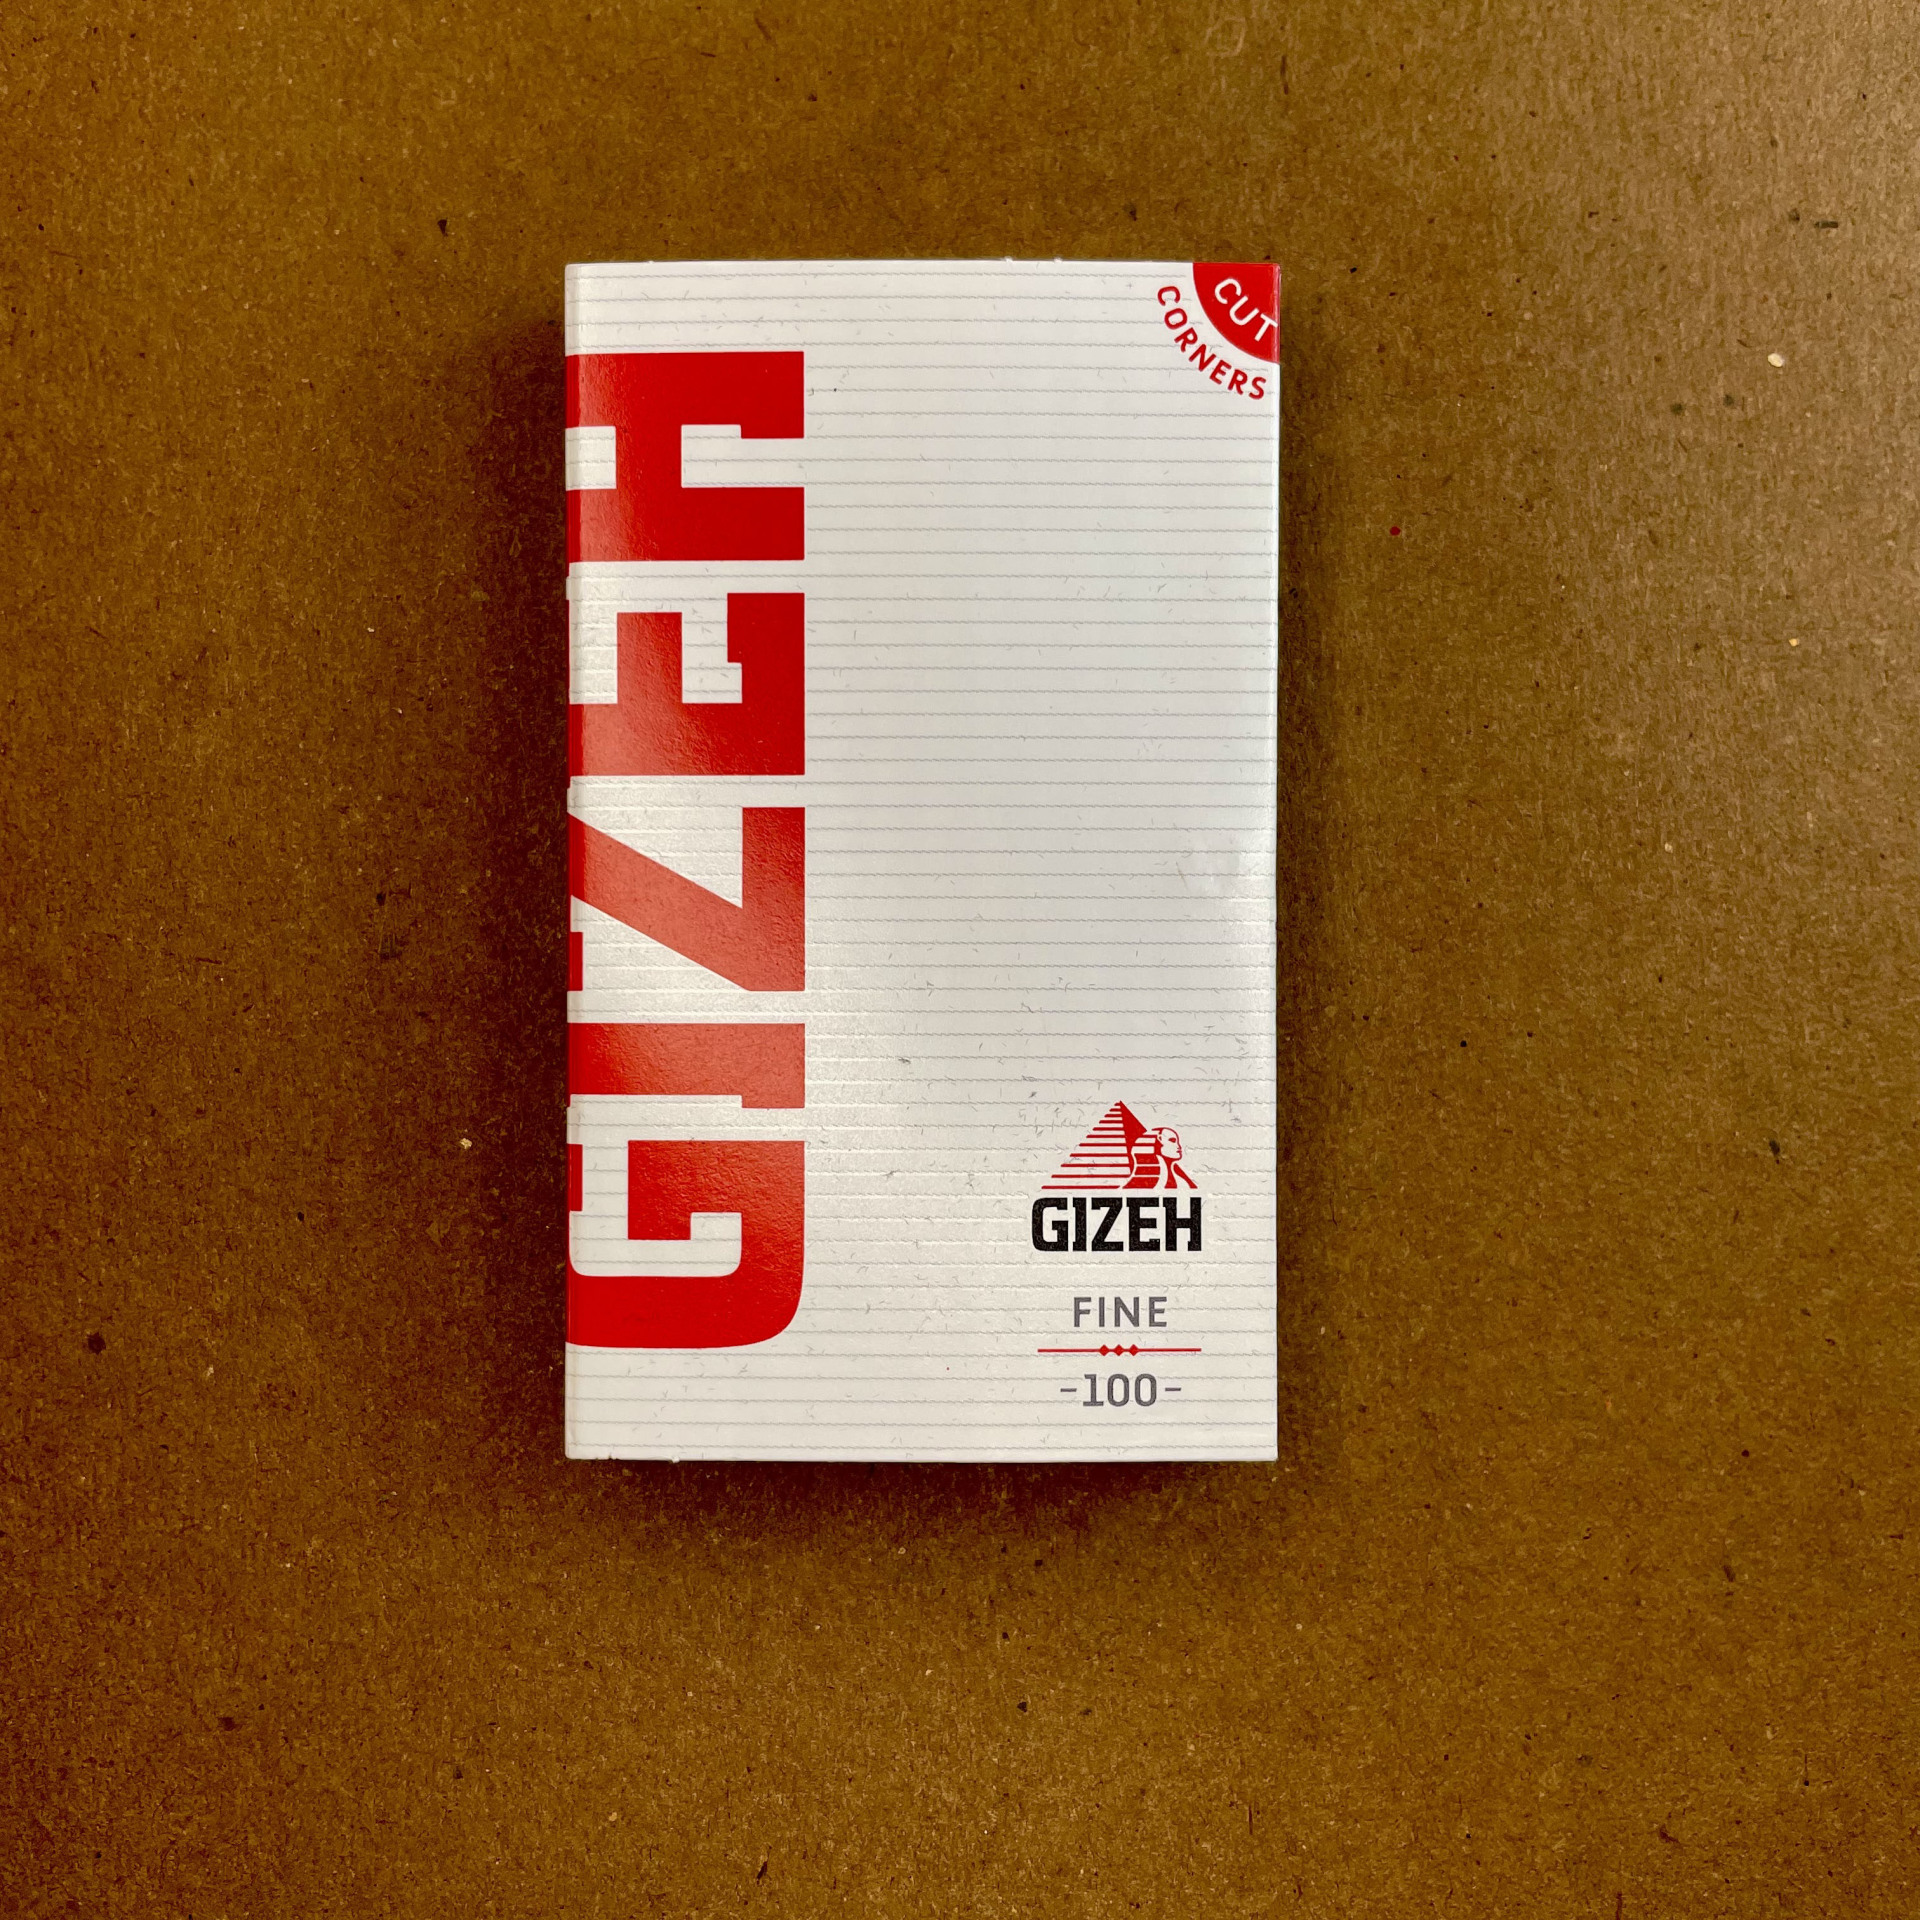 CUT
CORNERS
GIZEH
GIZEH
FINE
-100-